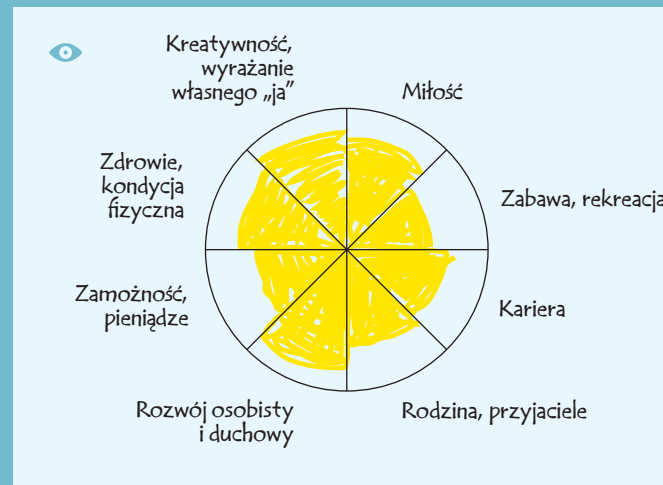 Kreatywność,
wyrażanie
własnego „ja”
Miłość
Zdrowie,
kondycja
fizyczna
Zabawa, rekreacja
Zamożność,
pieniądze
Kariera
Rozwój osobisty
i duchowy
Rodzina, przyjaciele